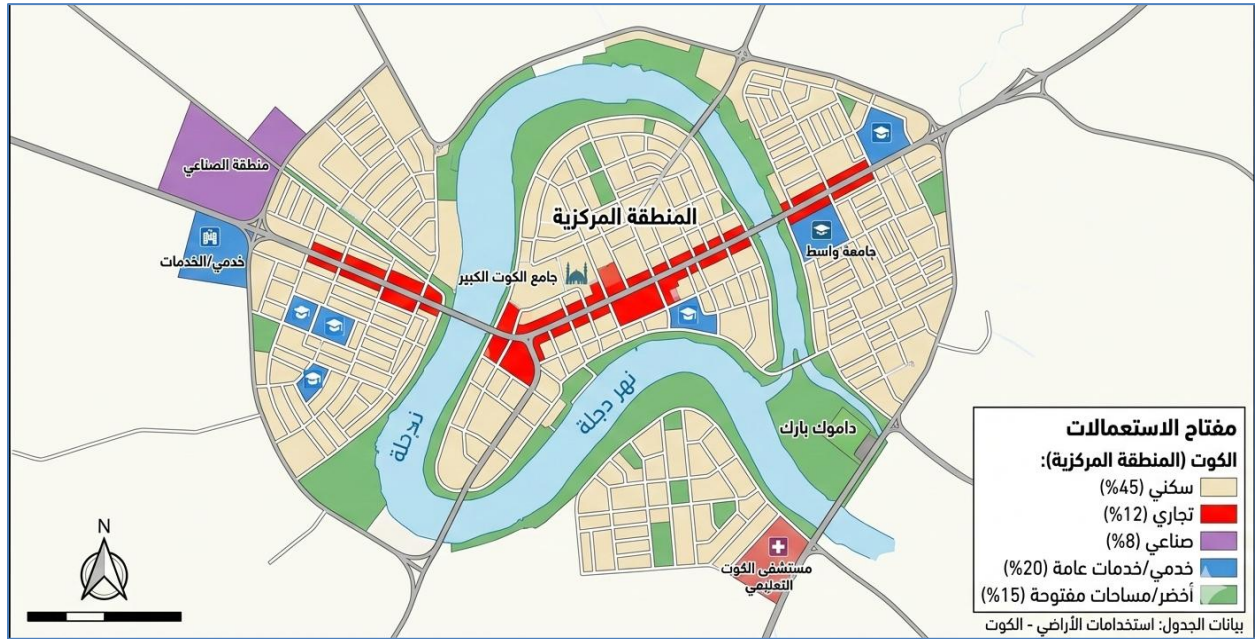 منطقة الصناعي
خدمي/الخدمات
المنطقة المركزية
جامع الكوت الكبير
جامعة واسط
نهر دجلة
داموك بارك
مستشفى الكوت
التعليمي
N
مفتاح الاستعمالات
الكوت (المنطقة المركزية):
سكني (45%)
تجاري (12%)
صناعي (8%)
خدمي/خدمات عامة (20%)
أخضر/مساحات مفتوحة (15%)
بيانات الجدول: استخدامات الأراضي - الكوت